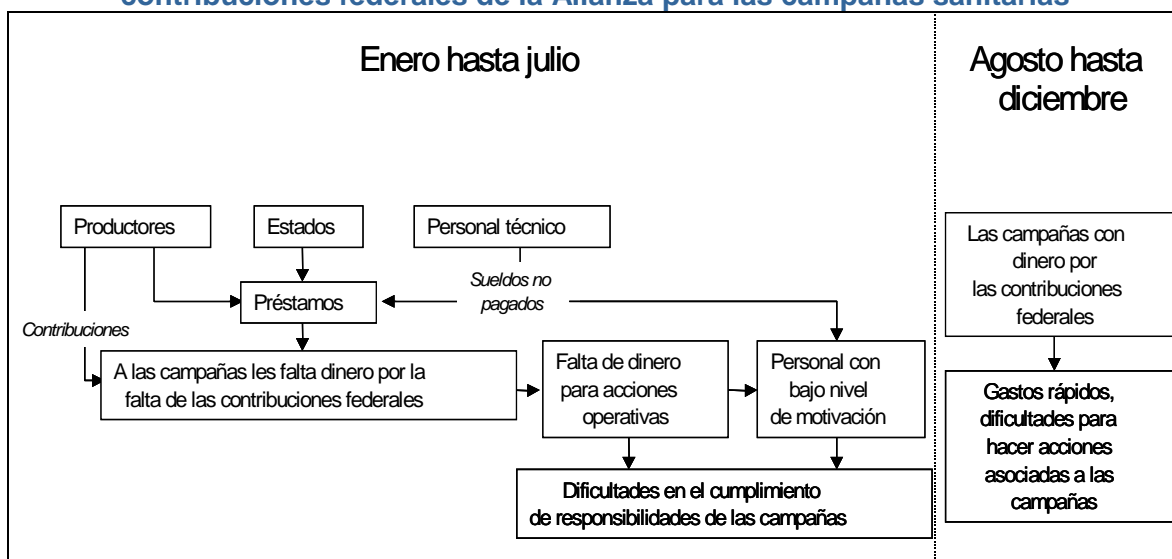 contribuciones federales de la Alianza para las campañas sanitarias
Enero hasta julio
Agosto hasta
diciembre
Productores
Estados
Personal técnico
Sueldos no
pagados
Préstamos
Contribuciones
A las campañas les falta dinero por la
falta de las contribuciones federales
Falta de dinero
para acciones
operativas
Personal con
bajo nivel
de motivación
Dificultades en el cumplimiento
de responsibilidades de las campañas
Las campañas con
dinero por
las contribuciones
federales
Gastos rápidos,
dificultades para
hacer acciones
asociadas a las
campañas